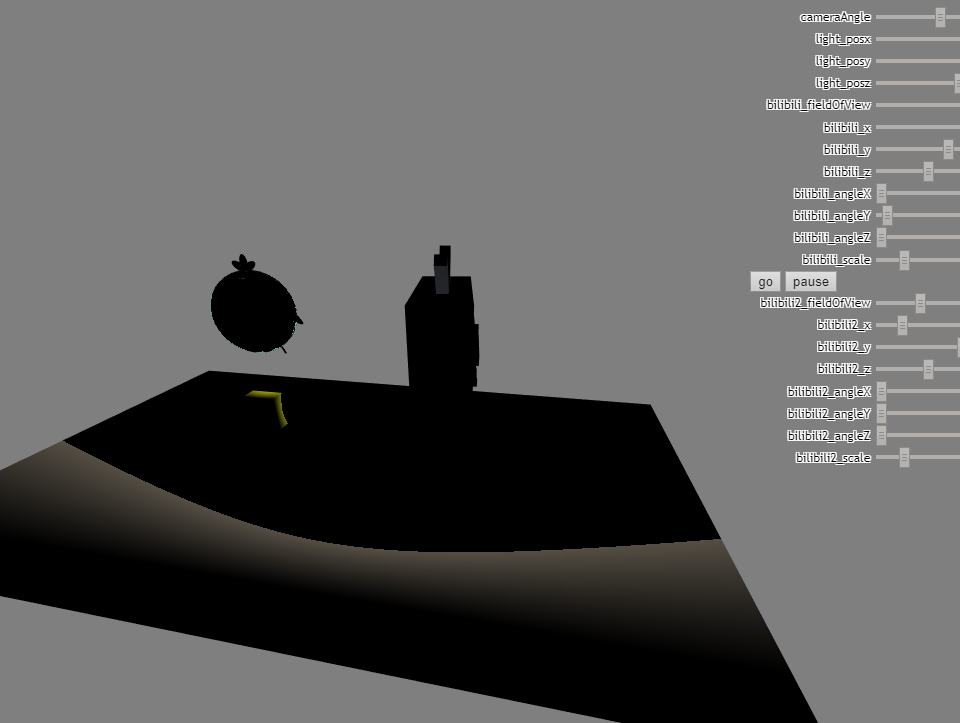 cameraAngle
light_posx
light_posy
light_posz
bilibili_fieldOfView
bilibili_x
bilibili_y
bilibili_z
bilibili_angleX
bilibili_angleY
bilibili_angleZ
bilibili_scale
go pause
bilibili2_fieldOfView
bilibili2_x
bilibili2_y
bilibili2_z
bilibili2_angleX
bilibili2_angleY
bilibili2_angleZ
bilibili2_scale